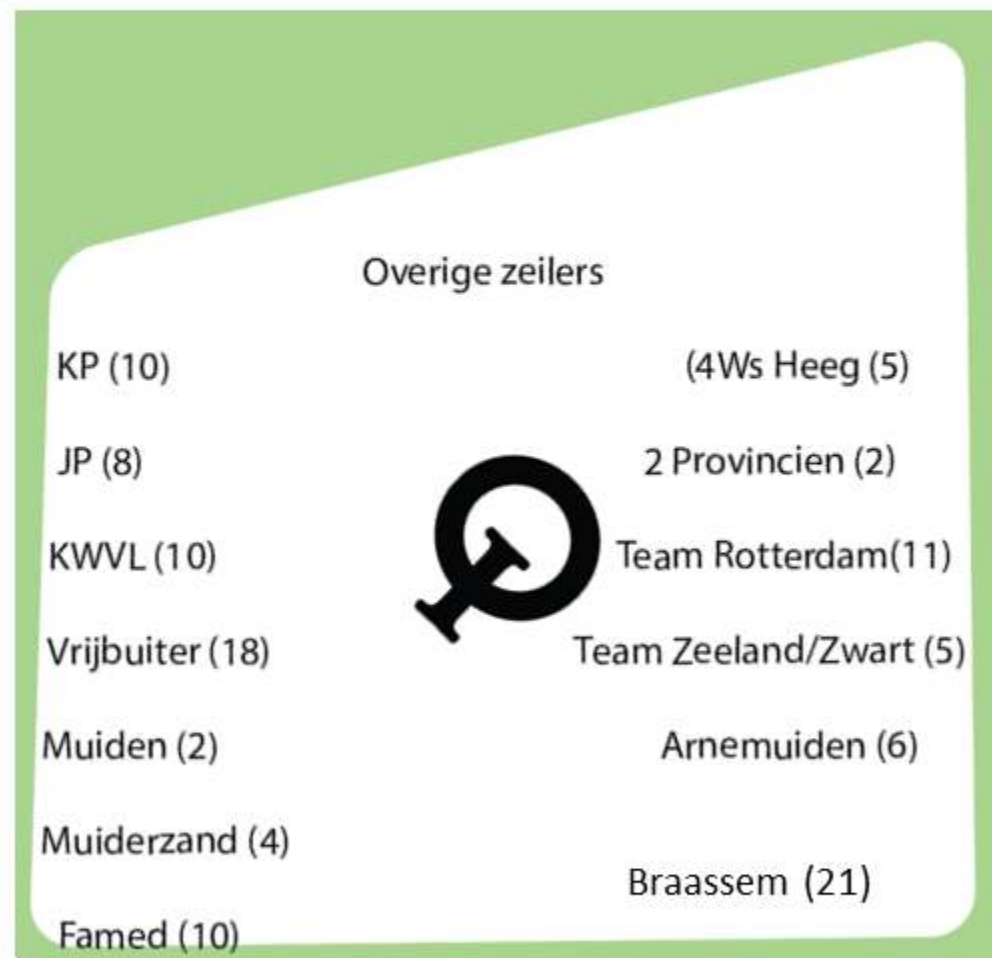 Overige zeilers
KP (10)
JP (8)
KWVL (10)
Vrijbuiter (18)
Muiden (2)
Muiderzand (4)
Famed (10)
(4Ws Heeg (5)
2 Provincien (2)
Team Rotterdam(11)
Team Zeeland/Zwart (5)
Arnemuiden (6)
Braassem (21)